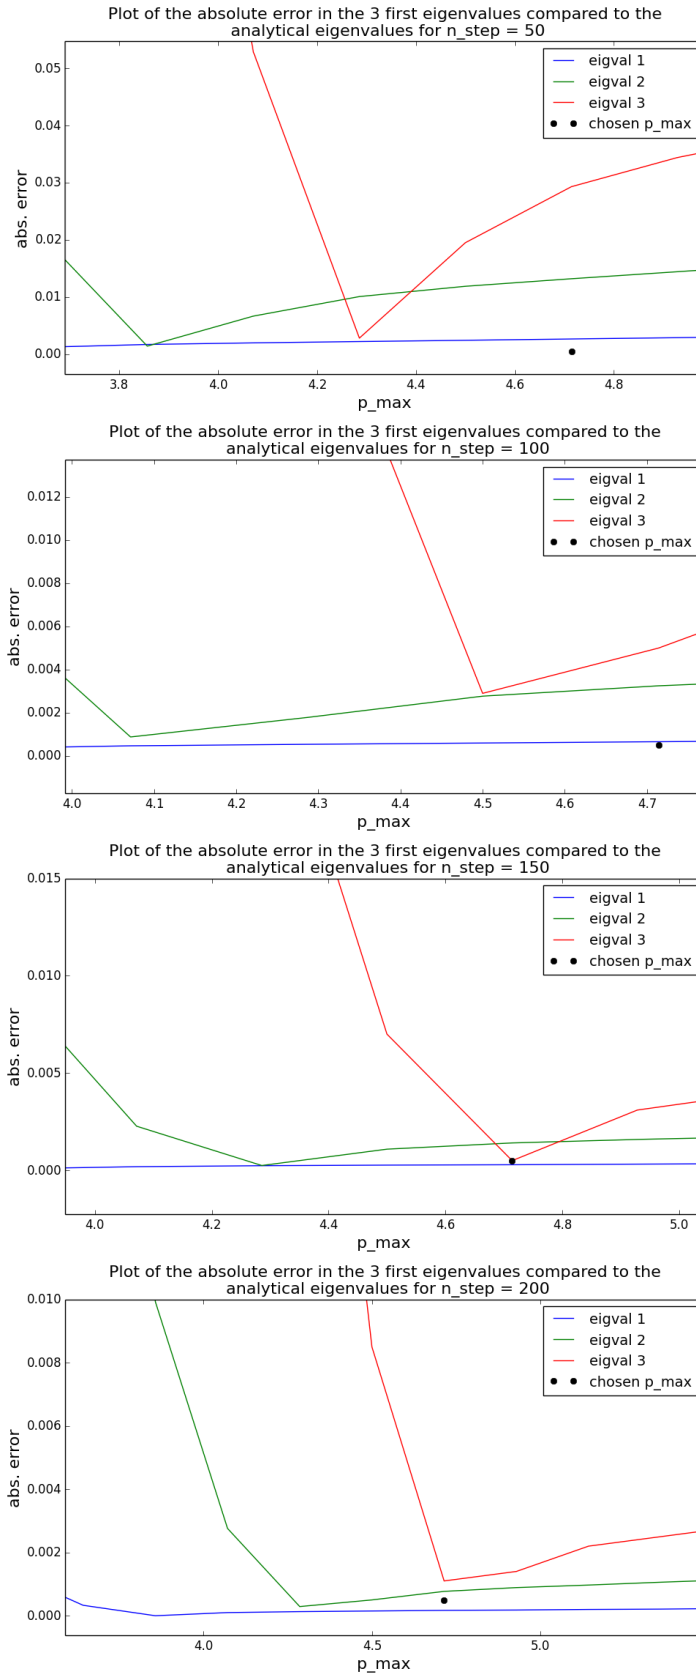 Plot of the absolute error in the 3 first eigenvalues compared to the
analytical eigenvalues for n_step = 50
0.05
0.04
0.03
0.02
0.01
0.00
abs. error
eigval 1
eigval 2
eigval 3
chosen p_max
3.8 4.0 4.2 4.4 4.6 4.8
p_max
Plot of the absolute error in the 3 first eigenvalues compared to the
analytical eigenvalues for n_step = 100
0.012
0.010
0.008
0.006
0.004
0.002
0.000
abs. error
eigval 1
eigval 2
eigval 3
chosen p_max
4.0 4.1 4.2 4.3 4.4 4.5 4.6 4.7
p_max
Plot of the absolute error in the 3 first eigenvalues compared to the
analytical eigenvalues for n_step = 150
0.015
0.010
0.005
0.000
abs. error
eigval 1
eigval 2
eigval 3
chosen p_max
4.0 4.2 4.4 4.6 4.8 5.0
p_max
Plot of the absolute error in the 3 first eigenvalues compared to the
analytical eigenvalues for n_step = 200
0.010
0.008
0.006
0.004
0.002
0.000
abs. error
eigval 1
eigval 2
eigval 3
chosen p_max
4.0 4.5 5.0
p_max